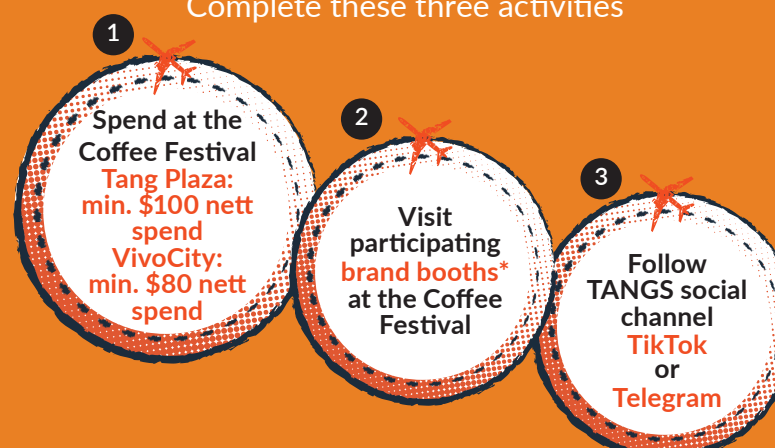 Complete these three activities
1
Spend at the
Coffee Festival
Tang Plaza:
min. $100 nett
spend
VivoCity:
min. $80 nett
spend
2
Visit
participating
brand booths*
at the Coffee
Festival
3
Follow
TANGS social
channel
TikTok
or
Telegram